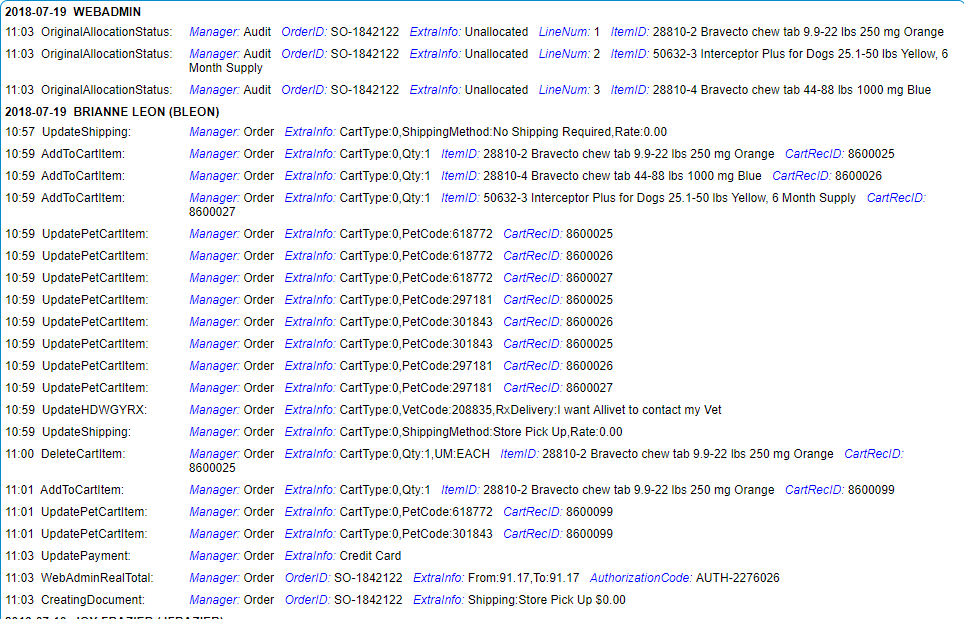 2018-07-19 WEBADMIN
11:03 OriginalAllocationStatus: Manager: Audit OrderID: SO-1842122 ExtraInfo: Unallocated LineNum: 1 ItemID: 28810-2 Bravecto chew tab 9.9-22 lbs 250 mg Orange
11:03 OriginalAllocationStatus: Manager: Audit OrderID: SO-1842122 ExtraInfo: Unallocated LineNum: 2 ItemID: 50632-3 Interceptor Plus for Dogs 25.1-50 lbs Yellow, 6
Month Supply
11:03 OriginalAllocationStatus: Manager: Audit OrderID: SO-1842122 ExtraInfo: Unallocated LineNum: 3 ItemID: 28810-4 Bravecto chew tab 44-88 lbs 1000 mg Blue
2018-07-19 BRIANNE LEON (BLEON)
10:57 UpdateShipping: Manager: Order ExtraInfo: CartType:0,ShippingMethod:No Shipping Required,Rate:0.00
10:59 AddToCartItem: Manager: Order ExtraInfo: CartType:0,Qty:1 ItemID: 28810-2 Bravecto chew tab 9.9-22 lbs 250 mg Orange CartRecID: 8600025
10:59 AddToCartItem: Manager: Order ExtraInfo: CartType:0,Qty:1 ItemID: 28810-4 Bravecto chew tab 44-88 lbs 1000 mg Blue CartRecID: 8600026
10:59 AddToCartItem: Manager: Order ExtraInfo: CartType:0,Qty:1 ItemID: 50632-3 Interceptor Plus for Dogs 25.1-50 lbs Yellow, 6 Month Supply CartRecID:
8600027
10:59 UpdatePetCartItem: Manager: Order ExtraInfo: CartType:0,PetCode:618772 CartRecID: 8600025
10:59 UpdatePetCartItem: Manager: Order ExtraInfo: CartType:0,PetCode:618772 CartRecID: 8600026
10:59 UpdatePetCartItem: Manager: Order ExtraInfo: CartType:0,PetCode:618772 CartRecID: 8600027
10:59 UpdatePetCartItem: Manager: Order ExtraInfo: CartType:0,PetCode:297181 CartRecID: 8600025
10:59 UpdatePetCartItem: Manager: Order ExtraInfo: CartType:0,PetCode:301843 CartRecID: 8600026
10:59 UpdatePetCartItem: Manager: Order ExtraInfo: CartType:0,PetCode:301843 CartRecID: 8600025
10:59 UpdatePetCartItem: Manager: Order ExtraInfo: CartType:0,PetCode:297181 CartRecID: 8600026
10:59 UpdatePetCartItem: Manager: Order ExtraInfo: CartType:0,PetCode:297181 CartRecID: 8600027
10:59 UpdateHDWGYRX: Manager: Order ExtraInfo: CartType:0,VetCode:208835,RxDelivery:I want Allivet to contact my Vet
10:59 UpdateShipping: Manager: Order ExtraInfo: CartType:0,ShippingMethod:Store Pick Up,Rate:0.00
11:00 DeleteCartItem: Manager: Order ExtraInfo: CartType:0,Qty:1,UM:EACH ItemID: 28810-2 Bravecto chew tab 9.9-22 lbs 250 mg Orange CartRecID:
8600025
11:01 AddToCartItem: Manager: Order ExtraInfo: CartType:0,Qty:1 ItemID: 28810-2 Bravecto chew tab 9.9-22 lbs 250 mg Orange CartRecID: 8600099
11:01 UpdatePetCartItem: Manager: Order ExtraInfo: CartType:0,PetCode:618772 CartRecID: 8600099
11:01 UpdatePetCartItem: Manager: Order ExtraInfo: CartType:0,PetCode:301843 CartRecID: 8600099
11:03 UpdatePayment: Manager: Order ExtraInfo: Credit Card
11:03 WebAdminRealTotal: Manager: Order OrderID: SO-1842122 ExtraInfo: From:91.17,To:91.17 AuthorizationCode: AUTH-2276026
11:03 CreatingDocument: Manager: Order OrderID: SO-1842122 ExtraInfo: Shipping:Store Pick Up $0.00